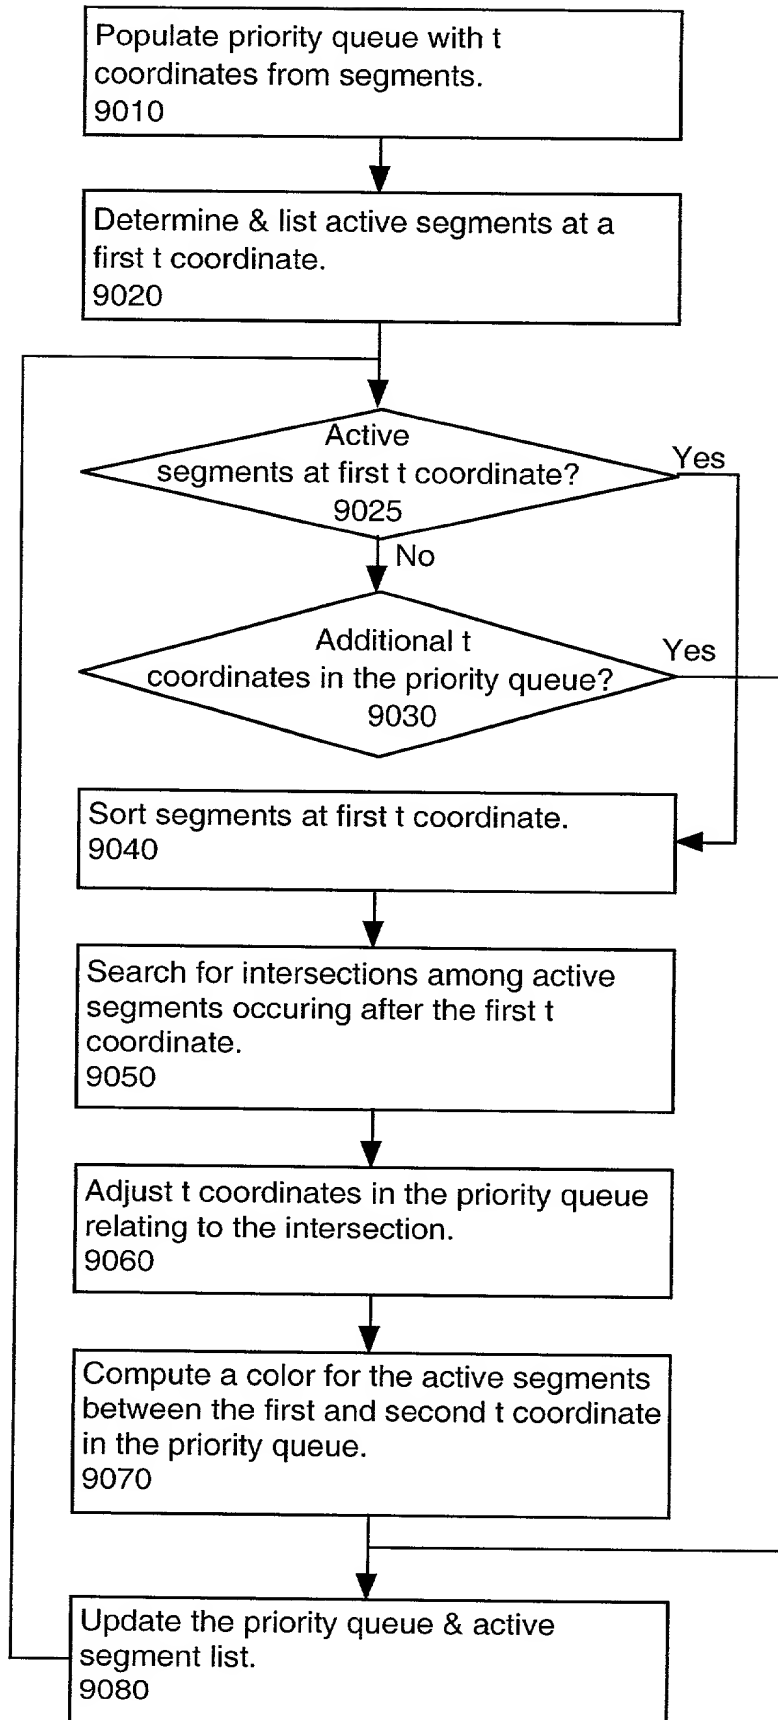 Populate priority queue with t
coordinates from segments.
9010
Determine & list active segments at a
first t coordinate.
9020
Active
segments at first t coordinate?
9025
Yes
No
Additional t
coordinates in the priority queue?
9030
Yes
Sort segments at first t coordinate.
9040
Search for intersections among active
segments occuring after the first t
coordinate.
9050
Adjust t coordinates in the priority queue
relating to the intersection.
9060
Compute a color for the active segments
between the first and second t coordinate
in the priority queue.
9070
Update the priority queue & active
segment list.
9080